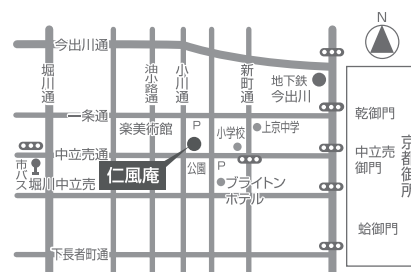 N
今出川通
堀川通
油小路通
小川通
新町通
地下鉄
今出川
一条通
楽美術館
P
小学校
上京中学
乾御門
中立売通
中立売
御門
京都御所
市バス
堀川中立売
仁風庵
公園
P
ブライトン
ホテル
蛤御門
下長者町通